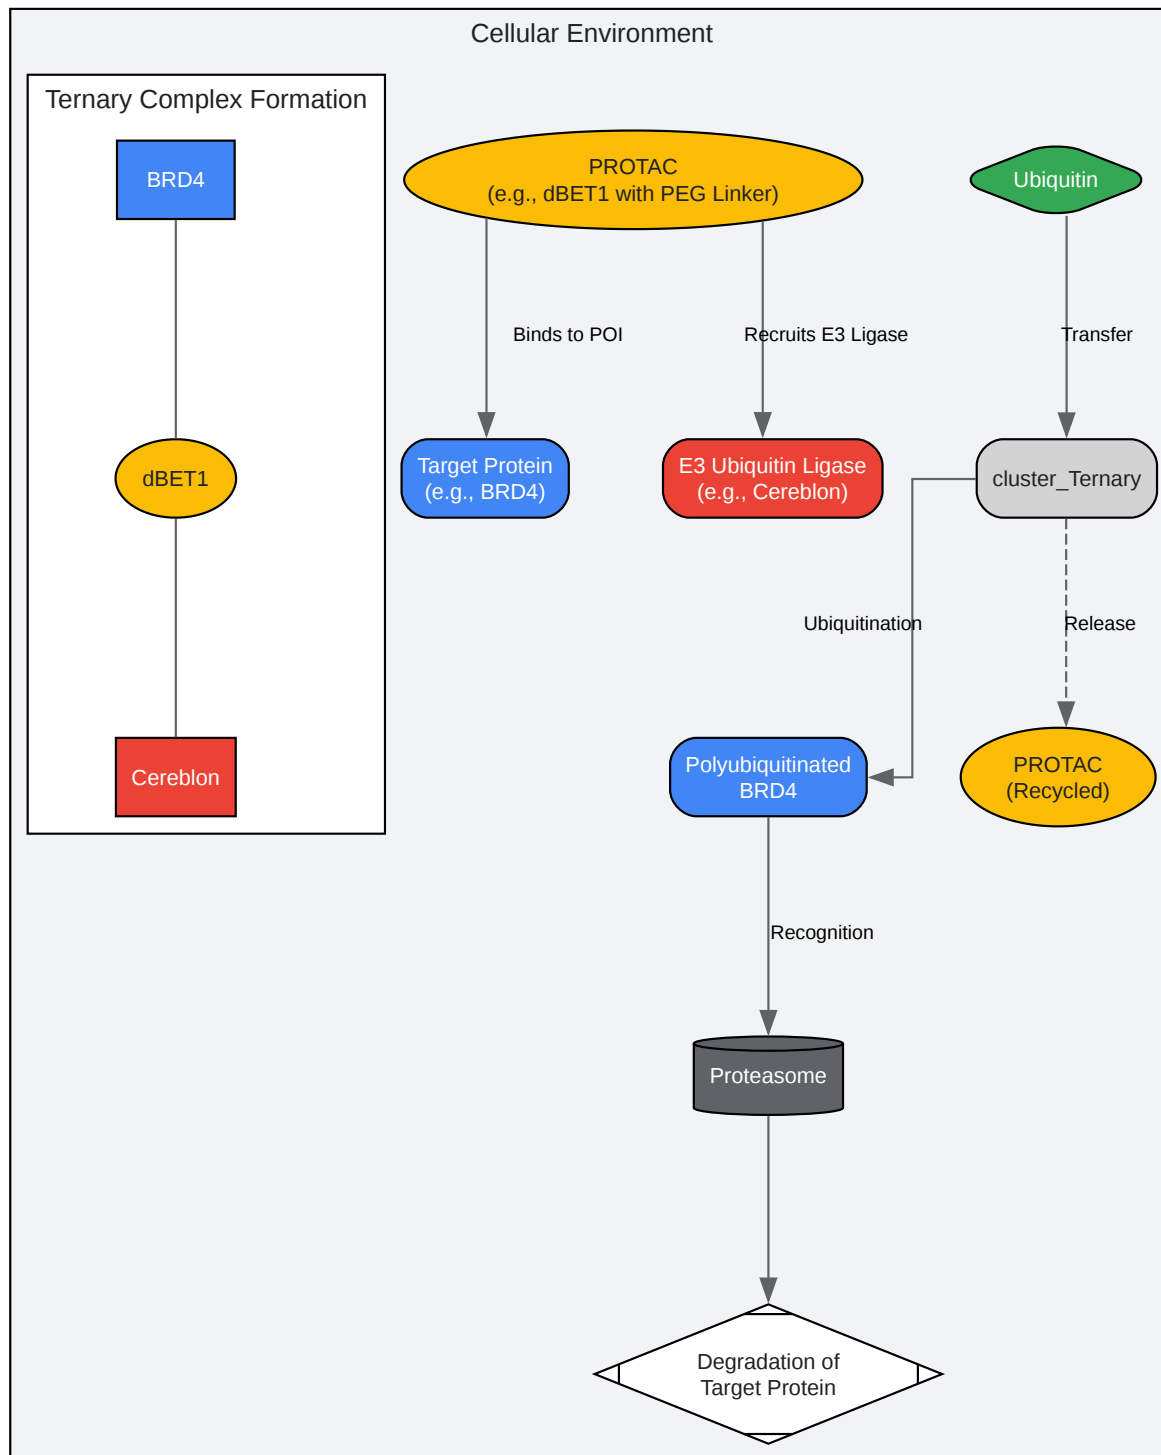 Cellular Environment
Ternary Complex Formation
BRD4
PROTAC
(e.g., dBET1 with PEG Linker)
Ubiquitin
Binds to POI
Recruits E3 Ligase
Transfer
dBET1
Target Protein
(e.g., BRD4)
E3 Ubiquitin Ligase
(e.g., Cereblon)
cluster_Ternary
Ubiquitination
Release
Cereblon
Polyubiquitinated
BRD4
PROTAC
(Recycled)
Recognition
Proteasome
Degradation of
Target Protein